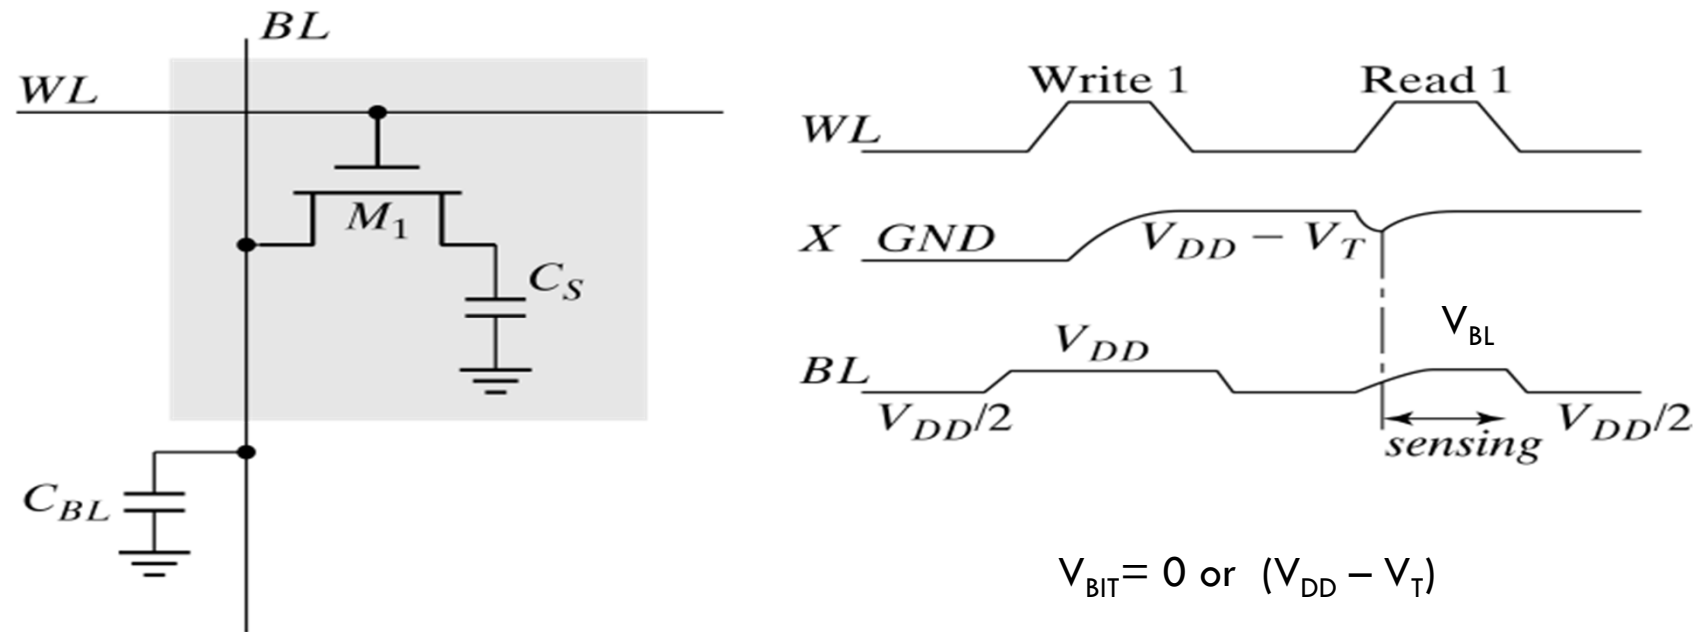 BL
WL
M1
CS
CBL
Write 1
Read 1
WL
X
GND
VDD − VT
VBL
VDD
BL
VDD/2
VDD/2
sensing
VBIT= 0 or (VDD – VT)